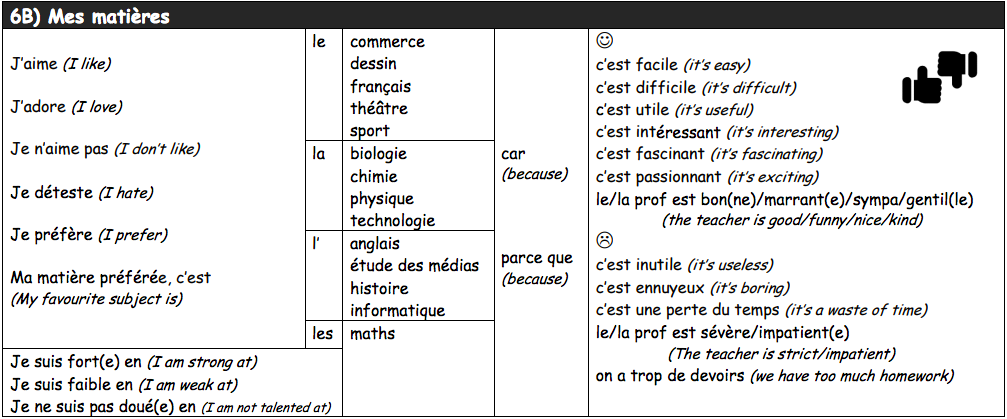 6B) Mes matières
J'aime (I like)
J'adore (I love)
Je n'aime pas (I don't like)
Je déteste (I hate)
Je préfère (I prefer)
Ma matière préférée, c'est
(My favourite subject is)
Je suis fort(e) en (I am strong at)
Je suis faible en (I am weak at)
Je ne suis pas doué(e) en (I am not talented at)
le
commerce
dessin
français
théâtre
sport
la
biologie
chimie
physique
technologie
l'
anglais
étude des médias
histoire
informatique
les
maths
car
(because)
parce que
(because)
☺
c'est facile (it's easy)
c'est difficile (it's difficult)
c'est utile (it's useful)
c'est intéressant (it's interesting)
c'est fascinant (it's fascinating)
c'est passionnant (it's exciting)
le/la prof est bon(ne)/marrant(e)/sympa/gentil(le)
(the teacher is good/funny/nice/kind)
☹
c'est inutile (it's useless)
c'est ennuyeux (it's boring)
c'est une perte du temps (it's a waste of time)
le/la prof est sévère/impatient(e)
(The teacher is strict/impatient)
on a trop de devoirs (we have too much homework)